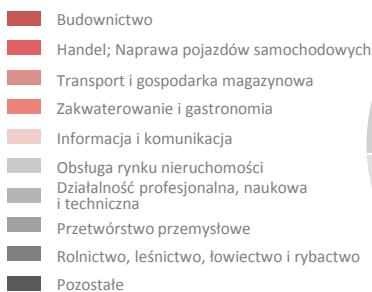 Budownictwo
Handel; Naprawa pojazdów samochodowych
Transport i gospodarka magazynowa
Zakwaterowanie i gastronomia
Informacja i komunikacja
Obsługa rynku nieruchomości
Działalność profesjonalna, naukowa
i techniczna
Przetwórstwo przemysłowe
Rolnictwo, leśnictwo, łowiectwo i rybactwo
Pozostałe